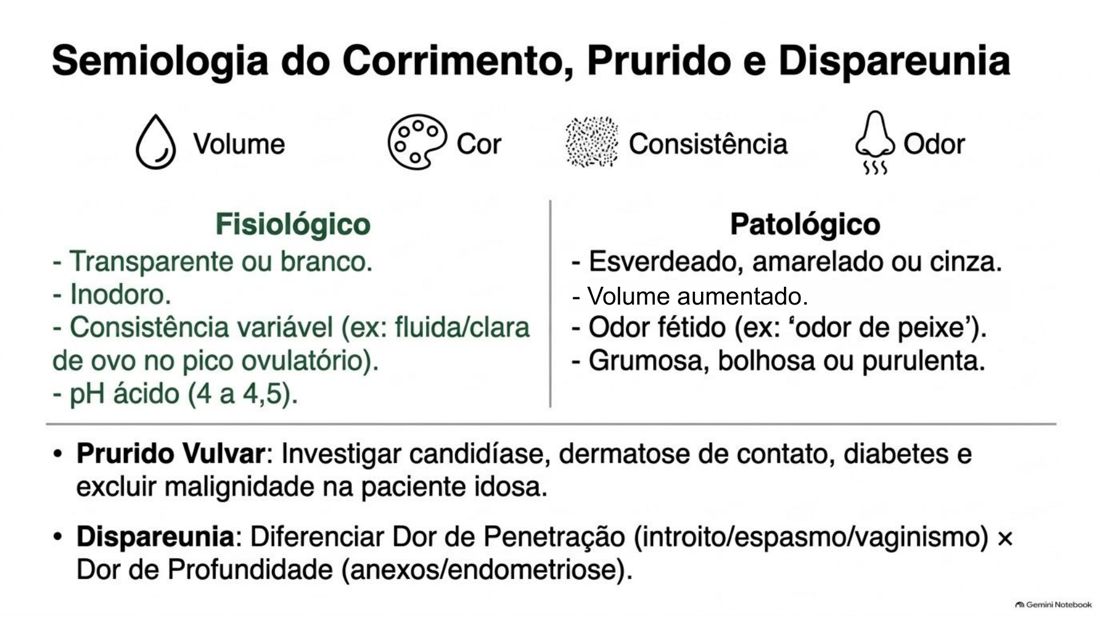 Semiologia do Corrimento, Prurido e Dispareunia
Volume
Cor
Consistência
Odor
Fisiológico
- Transparente ou branco.
- Inodoro.
- Consistência variável (ex: fluida/clara
de ovo no pico ovulatório).
- pH ácido (4 a 4,5).
Patológico
- Esverdeado, amarelado ou cinza.
- Volume aumentado.
- Odor fétido (ex: ‘odor de peixe’).
- Grumosa, bolhosa ou purulenta.
• Prurido Vulvar: Investigar candidíase, dermatose de contato, diabetes e
excluir malignidade na paciente idosa.
• Dispareunia: Diferenciar Dor de Penetração (introito/espasmo/vaginismo) ×
Dor de Profundidade (anexos/endometriose).
Gemini Notebook